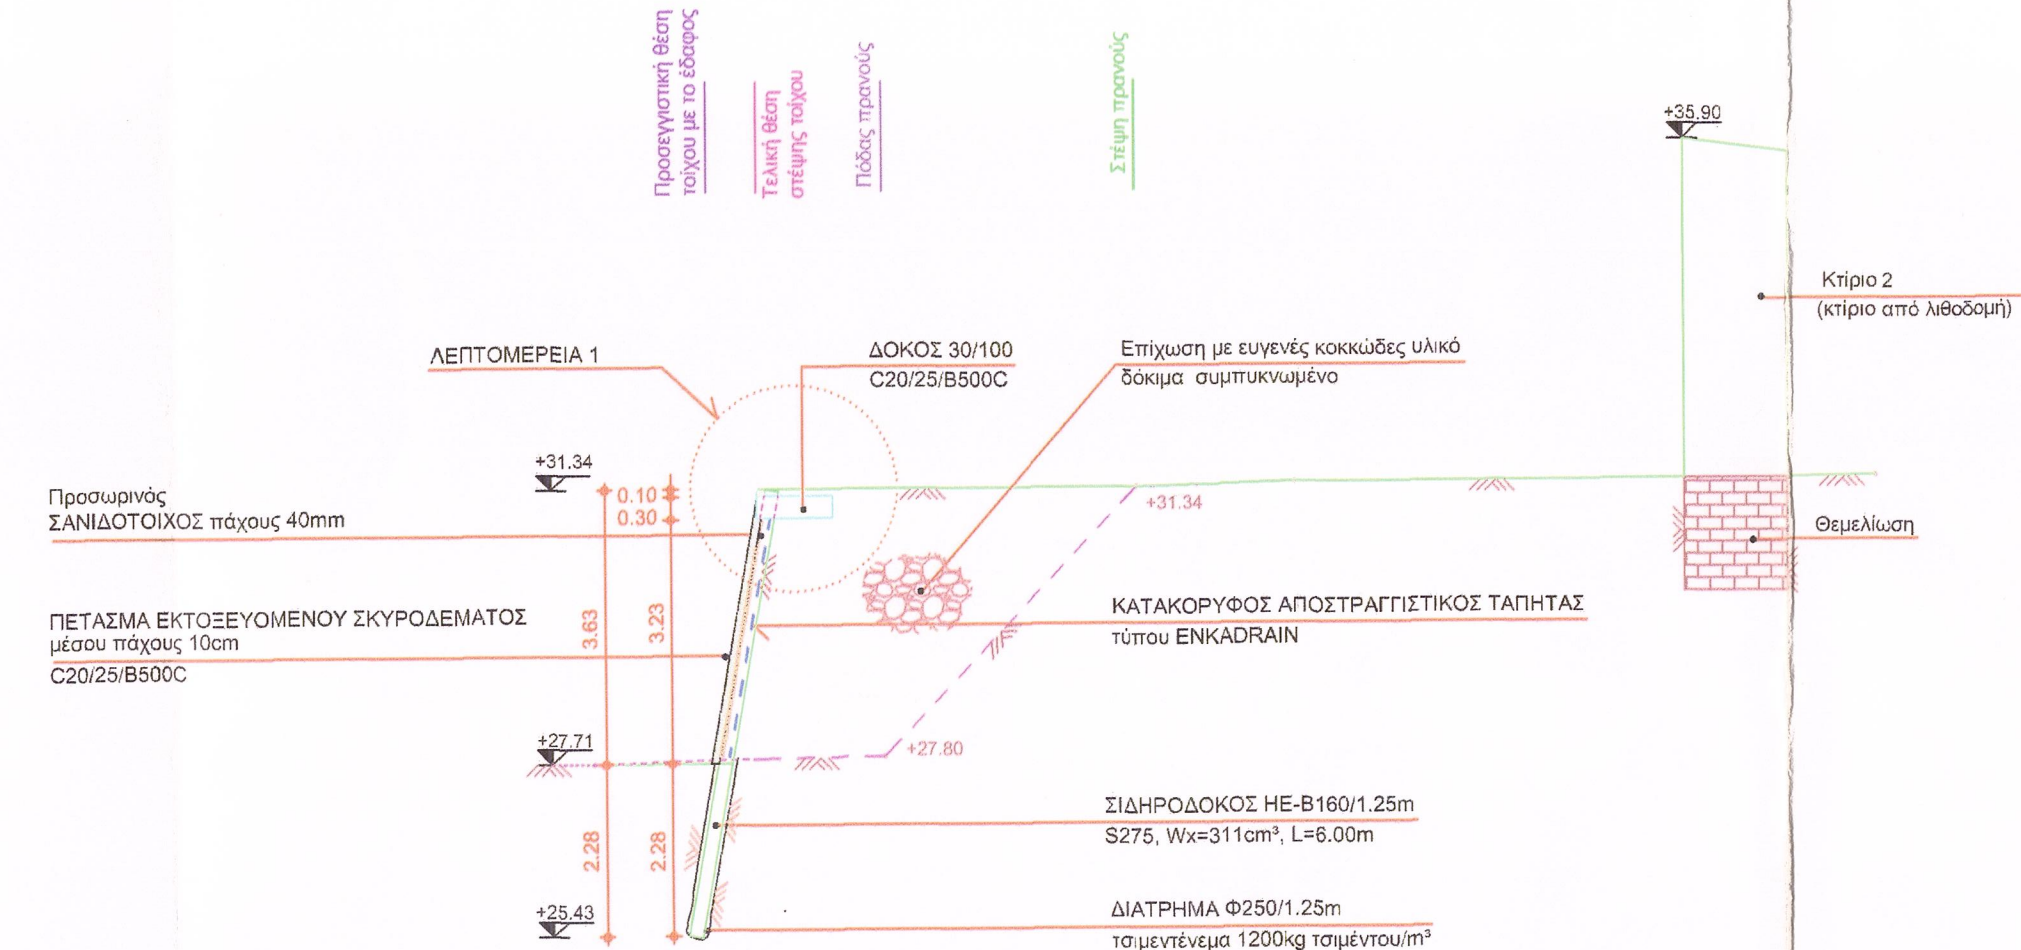 Προσεγγιστική θέση
τοίχου με το έδαφος
Τελική θέση
στέψης τοίχου
Πόδας πρανούς
Στέψη πρανούς
+35.90
Κτίριο 2
(κτίριο από λιθοδομή)
ΛΕΠΤΟΜΕΡΕΙΑ 1
ΔΟΚΟΣ 30/100
C20/25/B500C
Επίχωση με ευγενές κοκκώδες υλικό
δόκιμα συμπυκνωμένο
+31.34
0.10
0.30
+31.34
Προσωρινός
ΣΑΝΙΔΟΤΟΙΧΟΣ πάχους 40mm
Θεμελίωση
ΠΕΤΑΣΜΑ ΕΚΤΟΞΕΥΟΜΕΝΟΥ ΣΚΥΡΟΔΕΜΑΤΟΣ
μέσου πάχους 10cm
C20/25/B500C
3.63
3.23
ΚΑΤΑΚΟΡΥΦΟΣ ΑΠΟΣΤΡΑΓΓΙΣΤΙΚΟΣ ΤΑΠΗΤΑΣ
τύπου ENKADRAIN
+27.71
+27.80
ΣΙΔΗΡΟΔΟΚΟΣ HE-B160/1.25m
S275, Wx=311cm³, L=6.00m
2.28
2.28
+25.43
ΔΙΑΤΡΗΜΑ Φ250/1.25m
τσιμεντένεμα 1200kg τσιμέντου/m³